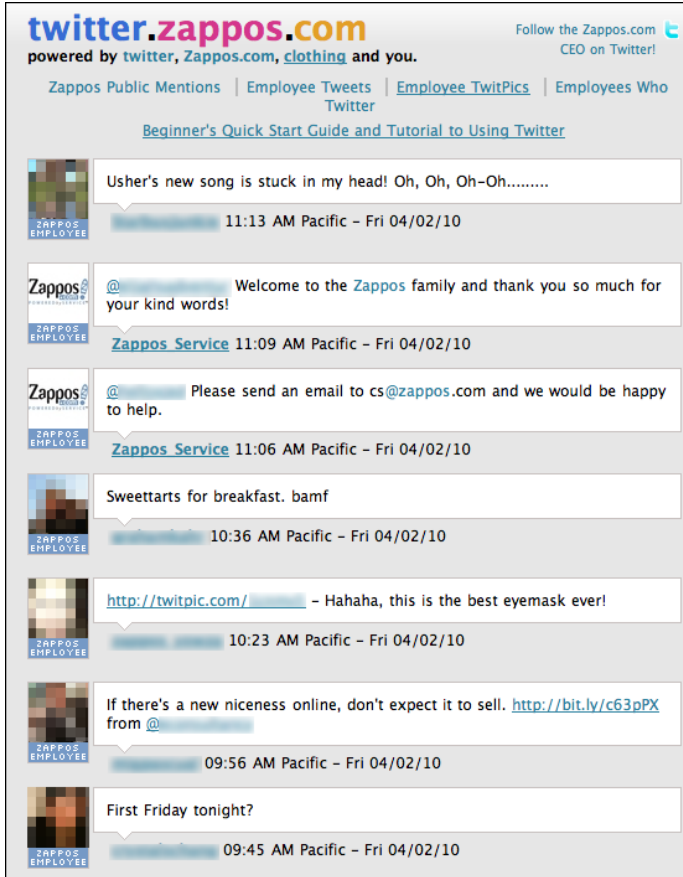 twitter.zappos.com
powered by twitter, Zappos.com, clothing and you.
Follow the Zappos.com
CEO on Twitter!
Zappos Public Mentions | Employee Tweets | Employee TwitPics | Employees Who
Twitter
Beginner's Quick Start Guide and Tutorial to Using Twitter
Usher's new song is stuck in my head! Oh, Oh, Oh-Oh.........
ZAPPOS
EMPLOYEE
11:13 AM Pacific - Fri 04/02/10
Zappos
.com
POWERED by SERVICE
@ Welcome to the Zappos family and thank you so much for
your kind words!
ZAPPOS
EMPLOYEE
Zappos_Service 11:09 AM Pacific - Fri 04/02/10
Zappos
.com
POWERED by SERVICE
@ Please send an email to cs@zappos.com and we would be happy
to help.
ZAPPOS
EMPLOYEE
Zappos_Service 11:06 AM Pacific - Fri 04/02/10
Sweettarts for breakfast. bamf
ZAPPOS
EMPLOYEE
10:36 AM Pacific - Fri 04/02/10
http://twitpic.com/ - Hahaha, this is the best eyemask ever!
ZAPPOS
EMPLOYEE
10:23 AM Pacific - Fri 04/02/10
If there's a new niceness online, don't expect it to sell. http://bit.ly/c63pPX
from @
ZAPPOS
EMPLOYEE
09:56 AM Pacific - Fri 04/02/10
First Friday tonight?
ZAPPOS
EMPLOYEE
09:45 AM Pacific - Fri 04/02/10